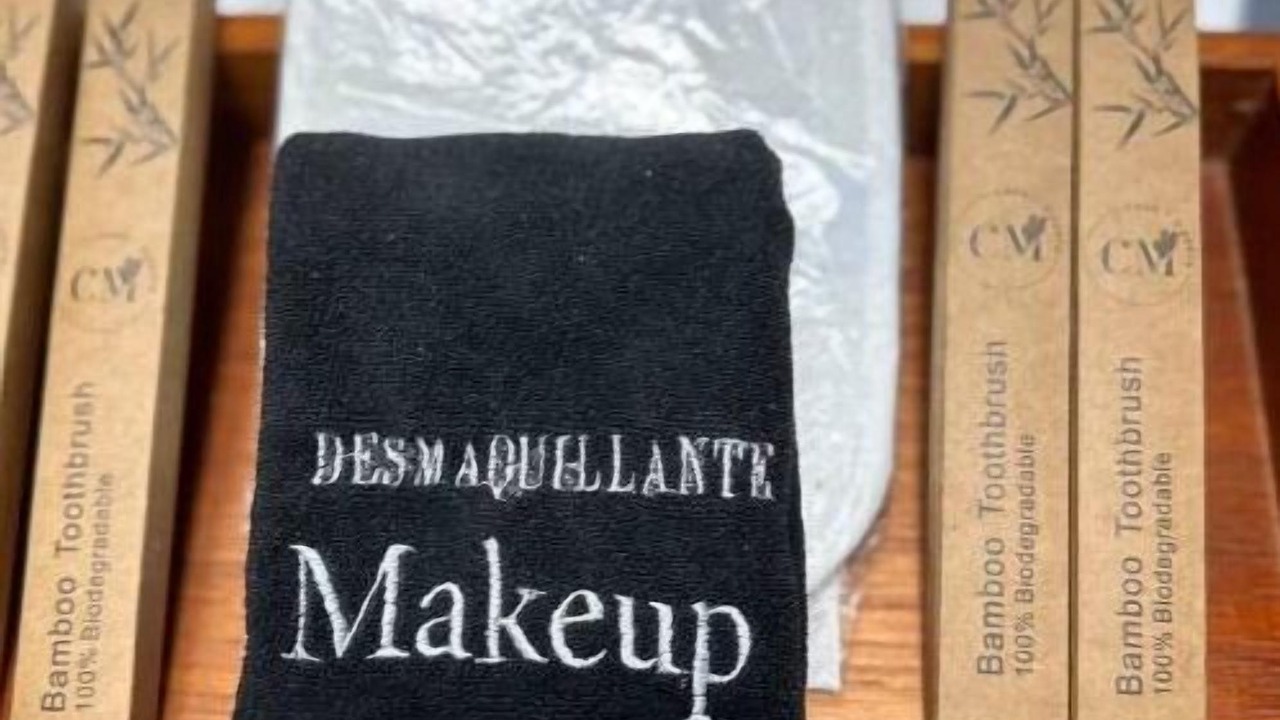 CM
Bamboo Toothbrush
100% Biodegradable
DESMAQUILLANTE
Makeup
CM
Bamboo Toothbrush
100% Biodegradable
CM
Bamboo Toothbrush
100% Biodegradable